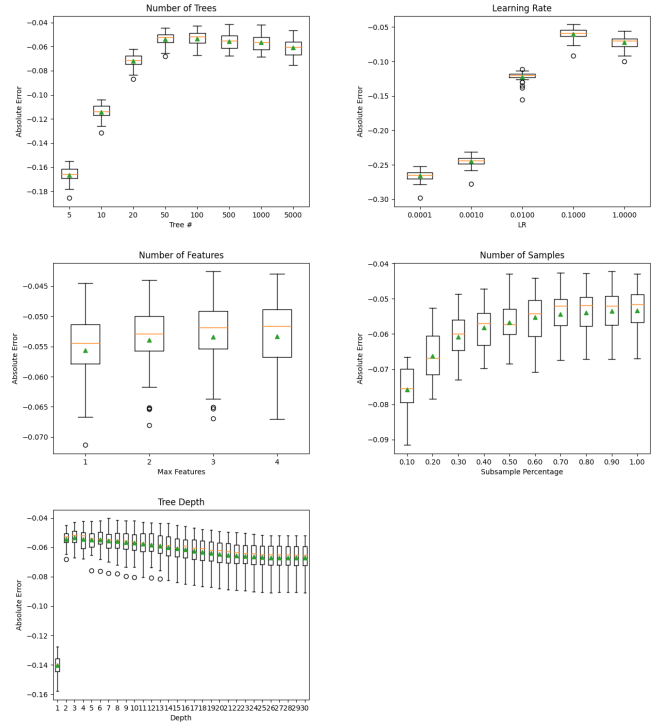 Number of Trees
Absolute Error
−0.04
−0.06
−0.08
−0.10
−0.12
−0.14
−0.16
−0.18
5 10 20 50 100 500 1000 5000
Tree #
Learning Rate
Absolute Error
−0.05
−0.10
−0.15
−0.20
−0.25
−0.30
0.0001 0.0010 0.0100 0.1000 1.0000
LR
Number of Features
Absolute Error
−0.045
−0.050
−0.055
−0.060
−0.065
−0.070
1 2 3 4
Max Features
Number of Samples
Absolute Error
−0.04
−0.05
−0.06
−0.07
−0.08
−0.09
0.10 0.20 0.30 0.40 0.50 0.60 0.70 0.80 0.90 1.00
Subsample Percentage
Tree Depth
Absolute Error
−0.04
−0.06
−0.08
−0.10
−0.12
−0.14
−0.16
1 2 3 4 5 6 7 8 9 10 11 12 13 14 15 16 17 18 19 20 21 22 23 24 25 26 27 28 29 30
Depth